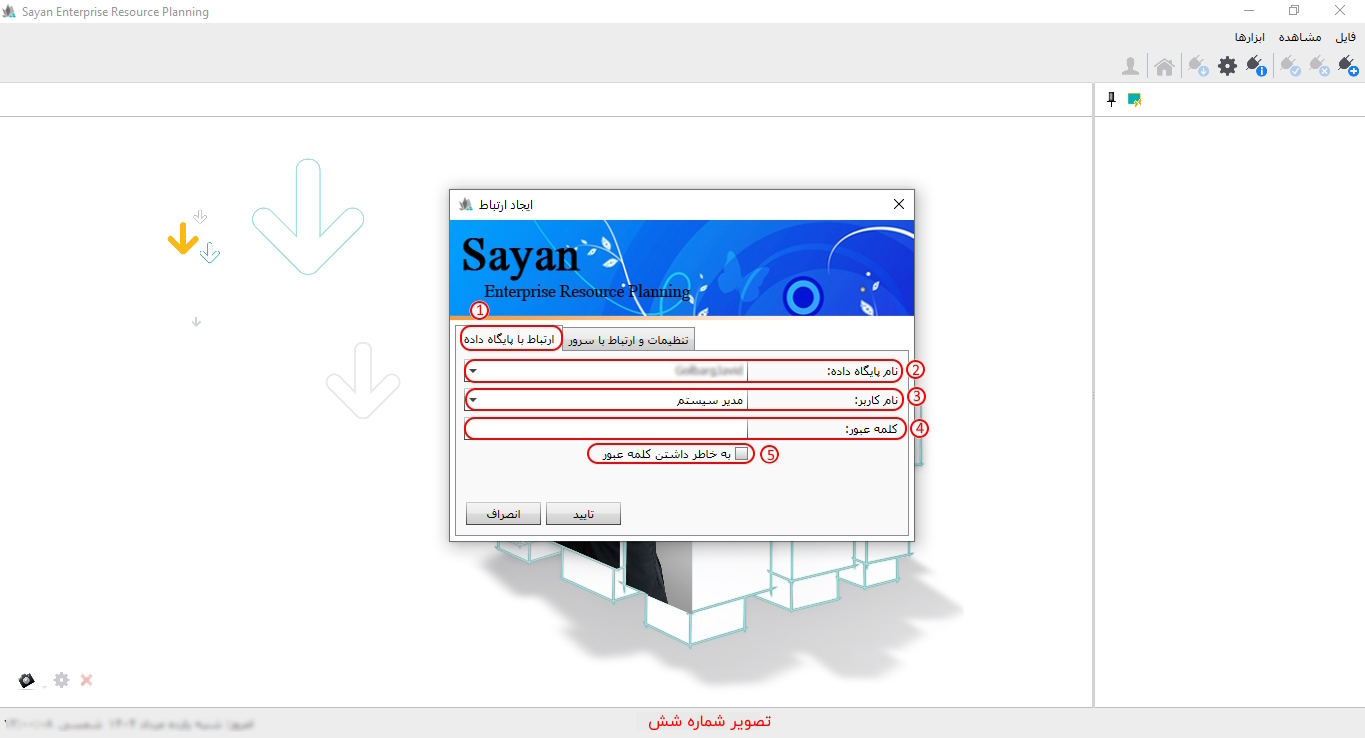 Sayan Enterprise Resource Planning
فایل مشاهده ابزارها
ایجاد ارتباط
Sayan
Enterprise Resource Planning
1
ارتباط با پایگاه داده
تنظیمات و ارتباط با سرور
نام پایگاه داده:
2
نام کاربر:
مدیر سیستم
3
کلمه عبور:
4
به خاطر داشتن کلمه عبور
5
تایید
انصراف
تصویر شماره شش